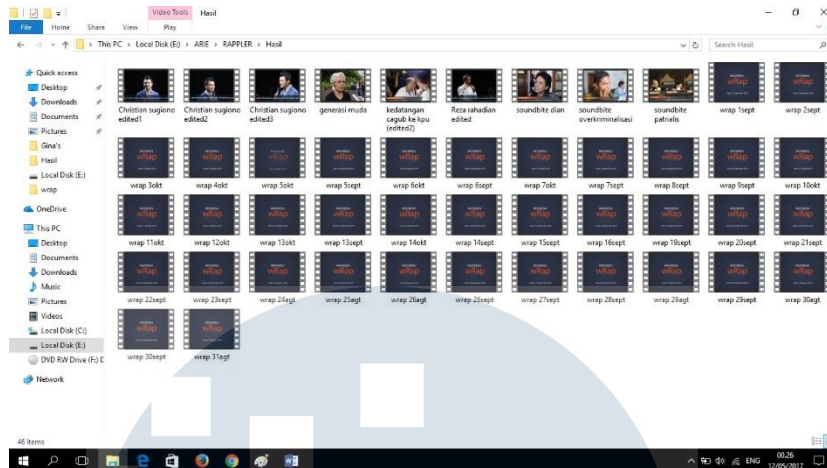 Video Tools Hasil
File Home Share View Play
This PC > Local Disk (E:) > ARIE > RAPPLER > Hasil
Search Hasil
Quick access
Desktop
Downloads
Documents
Pictures
Gina's
Hasil
Local Disk (E:)
wrap
OneDrive
This PC
Desktop
Documents
Downloads
Music
Pictures
Videos
Local Disk (C:)
Local Disk (E:)
DVD RW Drive (F:) D
Network
Christian sugiono edited1
Christian sugiono edited2
Christian sugiono edited3
generasi muda
kedatangan cagub ke kpu (edited2)
Reza rahadian edited
soundbite dian
soundbite overkriminalisasi
soundbite patrialis
wrap 1sept
wrap 2sept
wrap 3okt
wrap 4okt
wrap 5okt
wrap 5sept
wrap 6okt
wrap 6sept
wrap 7okt
wrap 7sept
wrap 8sept
wrap 9sept
wrap 10okt
wrap 11okt
wrap 12okt
wrap 13okt
wrap 13sept
wrap 14okt
wrap 14sept
wrap 15sept
wrap 16sept
wrap 19sept
wrap 20sept
wrap 21sept
wrap 22sept
wrap 23sept
wrap 24agt
wrap 25agt
wrap 26agt
wrap 26sept
wrap 27sept
wrap 28sept
wrap 29agt
wrap 29sept
wrap 30agt
wrap 30sept
wrap 31agt
46 items
ENG
00.26
12/05/2017